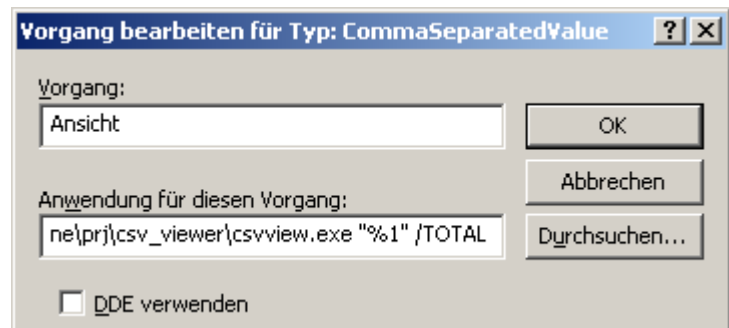 Vorgang bearbeiten für Typ: CommaSeparatedValue
Vorgang:
Ansicht
OK
Abbrechen
Anwendung für diesen Vorgang:
ne\prj\csv_viewer\csvview.exe "%1" /TOTAL
Durchsuchen...
DDE verwenden